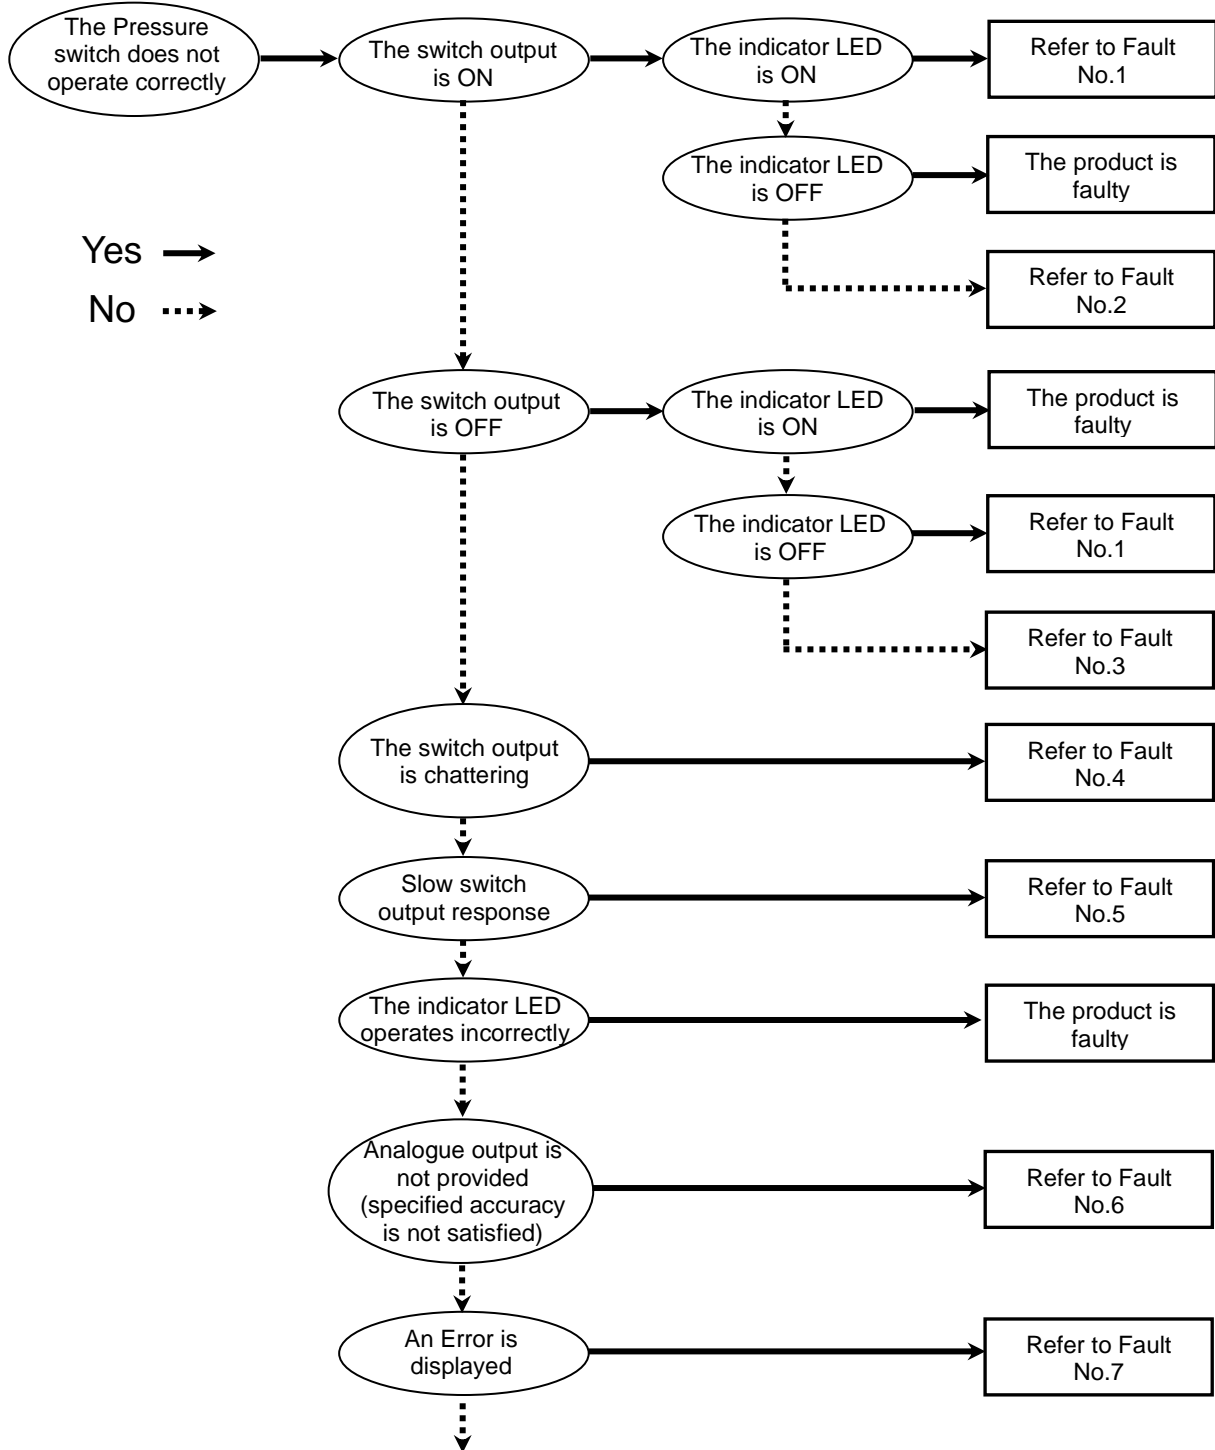 The Pressure
switch does not
operate correctly
The switch output
is ON
The indicator LED
is ON
Refer to Fault
No.1
The indicator LED
is OFF
The product is
faulty
Yes
No
Refer to Fault
No.2
The switch output
is OFF
The indicator LED
is ON
The product is
faulty
The indicator LED
is OFF
Refer to Fault
No.1
Refer to Fault
No.3
The switch output
is chattering
Refer to Fault
No.4
Slow switch
output response
Refer to Fault
No.5
The indicator LED
operates incorrectly
The product is
faulty
Analogue output is
not provided
(specified accuracy
is not satisfied)
Refer to Fault
No.6
An Error is
displayed
Refer to Fault
No.7